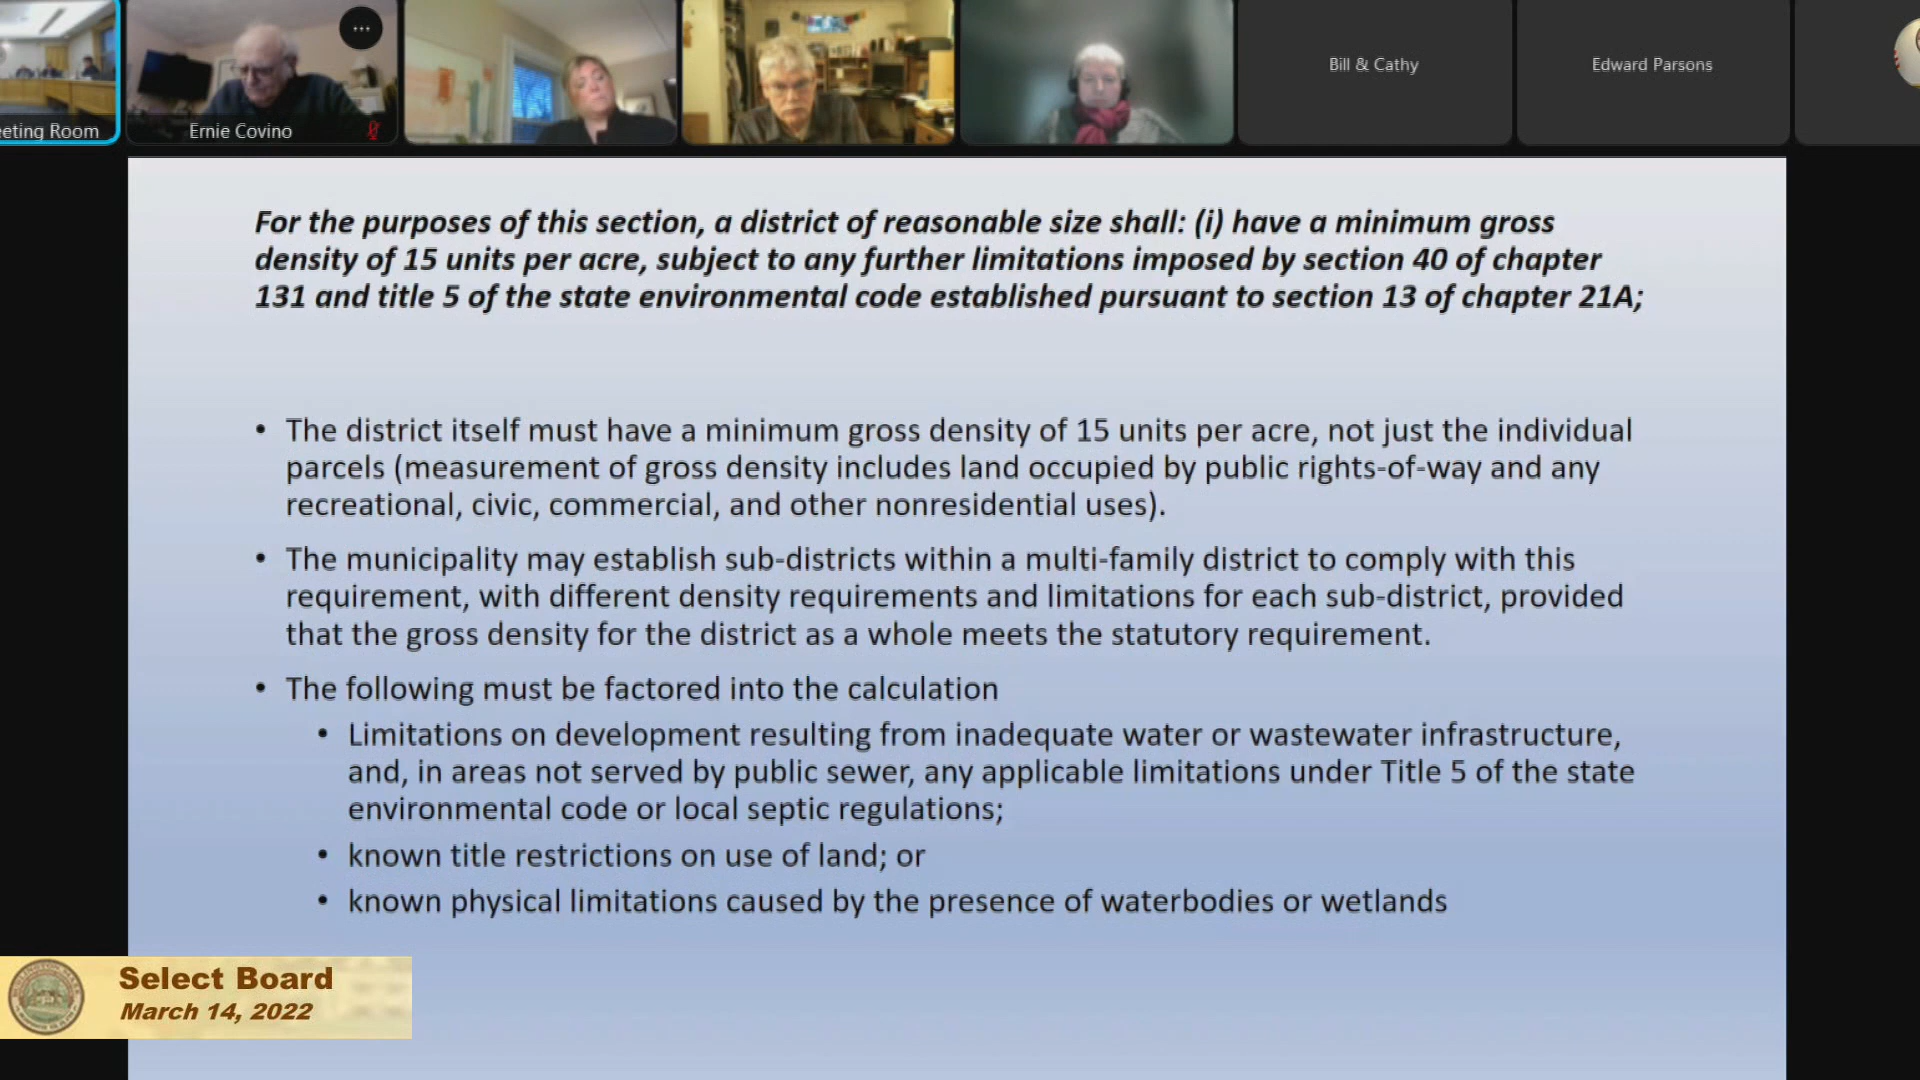 eting Room
Ernie Covino
Bill & Cathy
Edward Parsons
For the purposes of this section, a district of reasonable size shall: (i) have a minimum gross
density of 15 units per acre, subject to any further limitations imposed by section 40 of chapter
131 and title 5 of the state environmental code established pursuant to section 13 of chapter 21A;
• The district itself must have a minimum gross density of 15 units per acre, not just the individual
parcels (measurement of gross density includes land occupied by public rights-of-way and any
recreational, civic, commercial, and other nonresidential uses).
• The municipality may establish sub-districts within a multi-family district to comply with this
requirement, with different density requirements and limitations for each sub-district, provided
that the gross density for the district as a whole meets the statutory requirement.
• The following must be factored into the calculation
• Limitations on development resulting from inadequate water or wastewater infrastructure,
and, in areas not served by public sewer, any applicable limitations under Title 5 of the state
environmental code or local septic regulations;
• known title restrictions on use of land; or
• known physical limitations caused by the presence of waterbodies or wetlands
Select Board
March 14, 2022